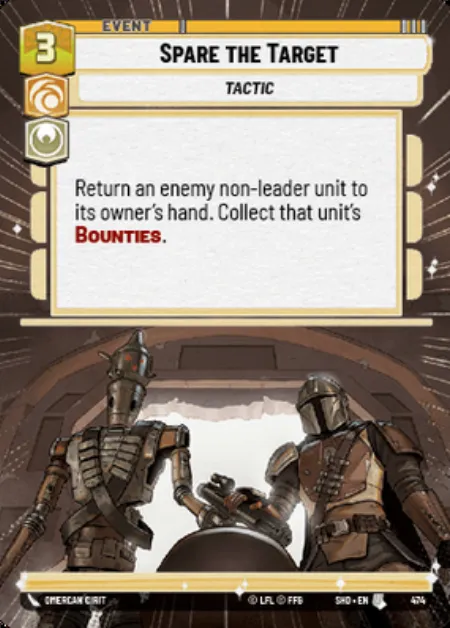 EVENT
3
SPARE THE TARGET
TACTIC
Return an enemy non-leader unit to
its owner's hand. Collect that unit's
BOUNTIES.
OMERCAN CIRIT
© LFL © FFG
SHD • EN
474